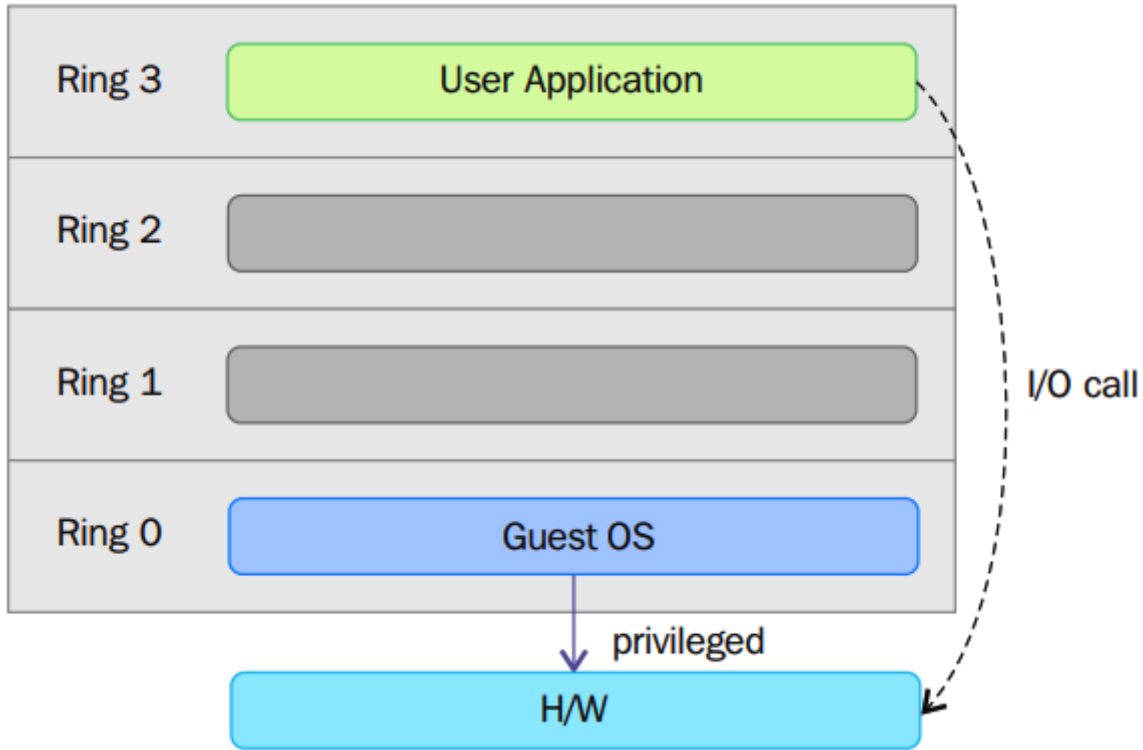 Ring 3
User Application
Ring 2
Ring 1
I/O call
Ring 0
Guest OS
privileged
H/W